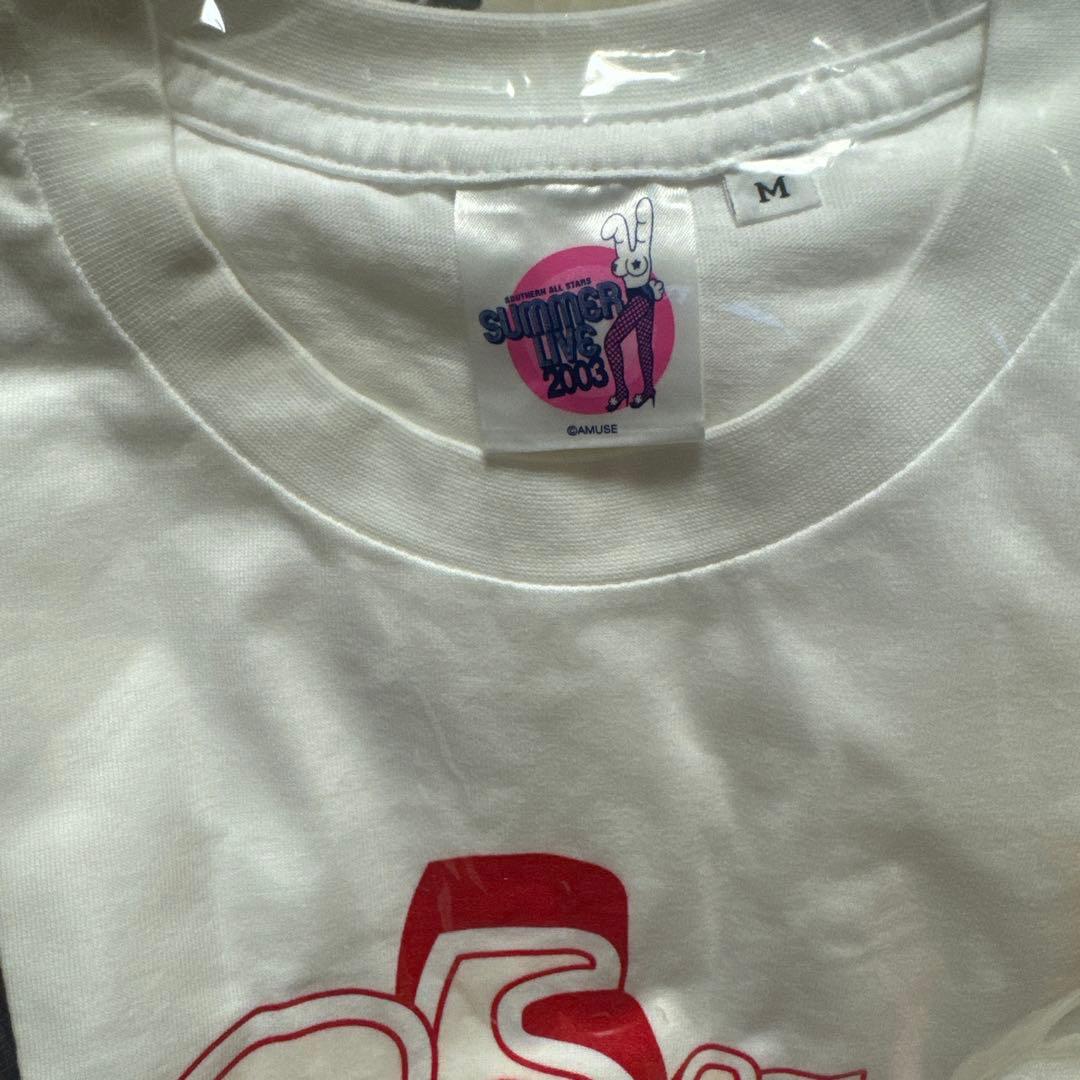 M
SOUTHERN ALL STARS
SUMMER
LIVE
2003
©AMUSE